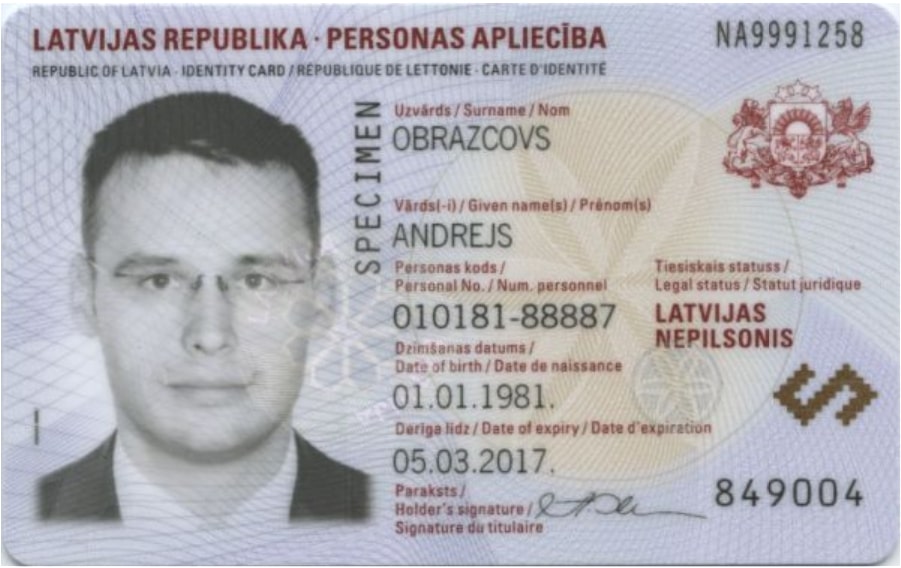 LATVIJAS REPUBLIKA · PERSONAS APLIECĪBA
NA9991258
REPUBLIC OF LATVIA · IDENTITY CARD / RÉPUBLIQUE DE LETTONIE · CARTE D'IDENTITÉ
SPECIMEN
Uzvārds / Surname / Nom
OBRAZCOVS
Vārds(-i) / Given name(s) / Prénom(s)
ANDREJS
Personas kods /
Personal No. / Num. personnel
010181-88887
Tiesiskais statuss /
Legal status / Statut juridique
LATVIJAS
NEPILSONIS
Dzimšanas datums /
Date of birth / Date de naissance
01.01.1981.
Derīga līdz / Date of expiry / Date d'expiration
05.03.2017.
Paraksts /
Holder's signature /
Signature du titulaire
849004